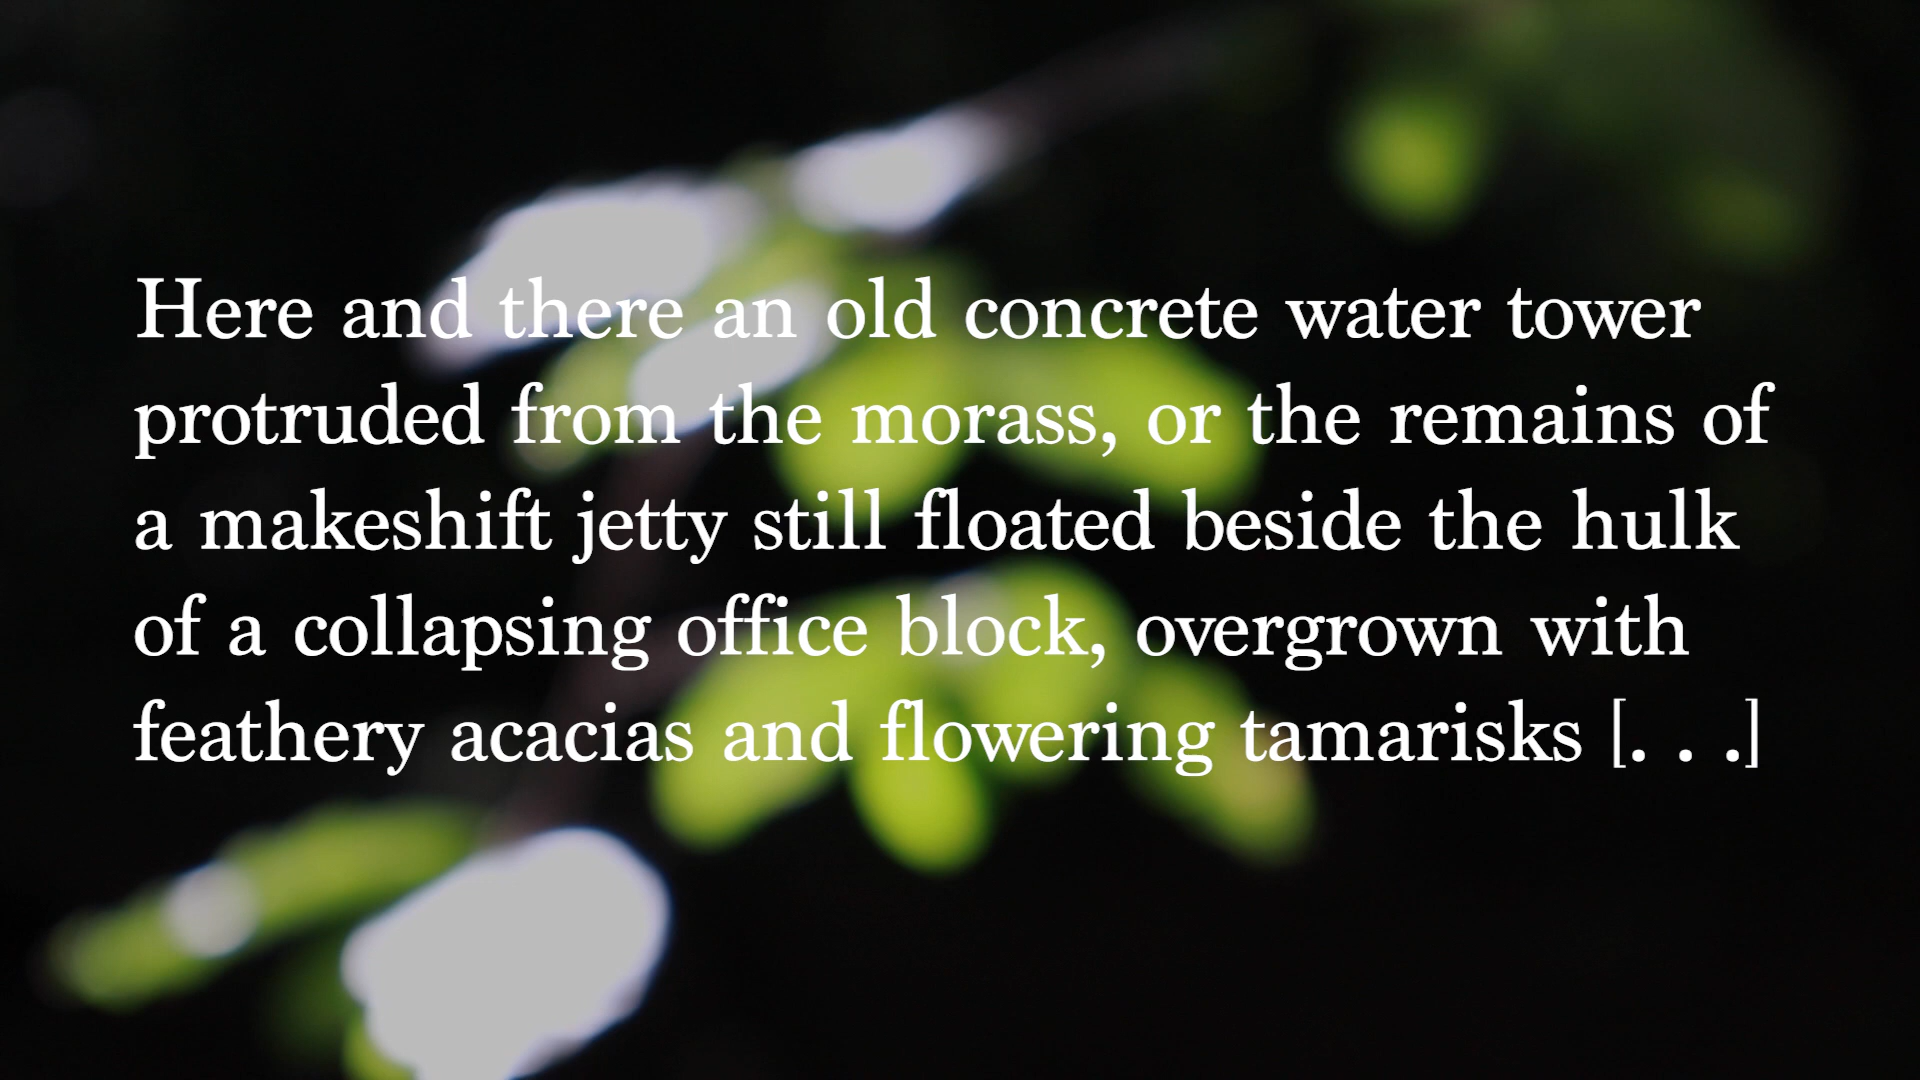 Here and there an old concrete water tower
protruded from the morass, or the remains of
a makeshift jetty still floated beside the hulk
of a collapsing office block, overgrown with
feathery acacias and flowering tamarisks [. . .]